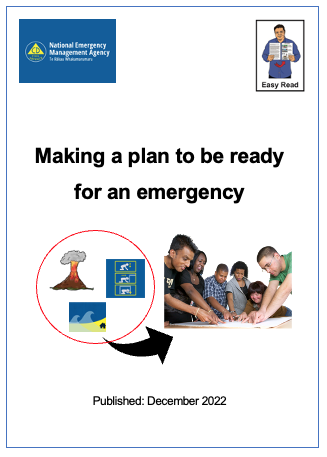 National Emergency
Management Agency
Te Rākau Whakamarumaru
Easy Read
Making a plan to be ready
for an emergency
Published: December 2022